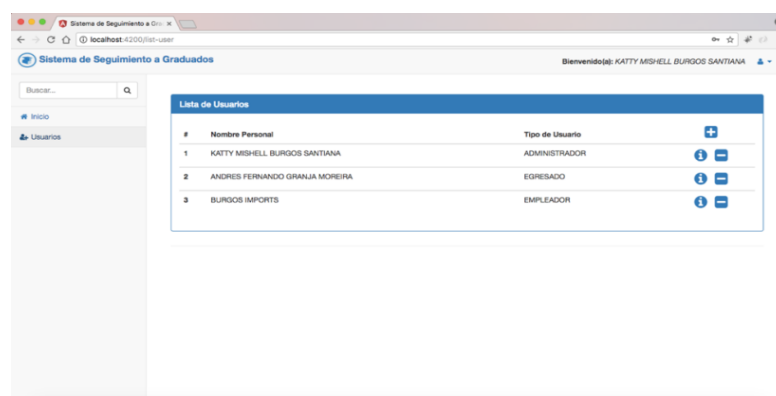 Sistema de Seguimiento a Gra
localhost:4200/list-user
Sistema de Seguimiento a Graduados
Bienvenido(a): KATTY MISHELL BURGOS SANTIANA
Buscar...
Inicio
Usuarios
Lista de Usuarios
# Nombre Personal Tipo de Usuario
1 KATTY MISHELL BURGOS SANTIANA ADMINISTRADOR
2 ANDRES FERNANDO GRANJA MOREIRA EGRESADO
3 BURGOS IMPORTS EMPLEADOR